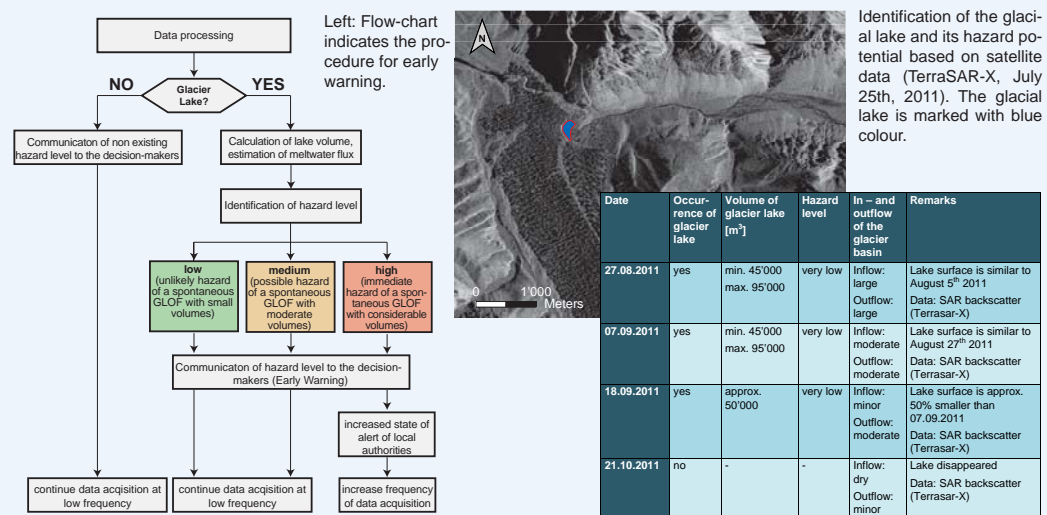 Data processing
NO
Glacier
Lake?
YES
Communicaton of non existing
hazard level to the decision-makers
Calculation of lake volume,
estimation of meltwater flux
Identification of hazard level
low
(unlikely hazard
of a spontaneous
GLOF with small
volumes)
medium
(possible hazard
of a spontaneous
GLOF with
moderate
volumes)
high
(immediate
hazard of a spon-
taneous GLOF
with considerable
volumes)
Communicaton of hazard level to the decision-
makers (Early Warning)
increased state of
alert of local
authorities
continue data acqisition at
low frequency
continue data acqisition at
low frequency
increase frequency
of data acquisition
Left: Flow-chart
indicates the pro-
cedure for early
warning.
N
0 1'000
Meters
Identification of the glaci-
al lake and its hazard po-
tential based on satellite
data (TerraSAR-X, July
25th, 2011). The glacial
lake is marked with blue
colour.
Date
Occur-
rence of
glacier
lake
Volume of
glacier lake
[m³]
Hazard
level
In – and
outflow
of the
glacier
basin
Remarks
27.08.2011
yes
min. 45'000
max. 95'000
very low
Inflow:
large
Outflow:
large
Lake surface is similar to
August 5th 2011
Data: SAR backscatter
(Terrasar-X)
07.09.2011
yes
min. 45'000
max. 95'000
very low
Inflow:
moderate
Outflow:
moderate
Lake surface is similar to
August 27th 2011
Data: SAR backscatter
(Terrasar-X)
18.09.2011
yes
approx.
50'000
very low
Inflow:
minor
Outflow:
moderate
Lake surface is approx.
50% smaller than
07.09.2011
Data: SAR backscatter
(Terrasar-X)
21.10.2011
no
-
-
Inflow:
dry
Outflow:
minor
Lake disappeared
Data: SAR backscatter
(Terrasar-X)